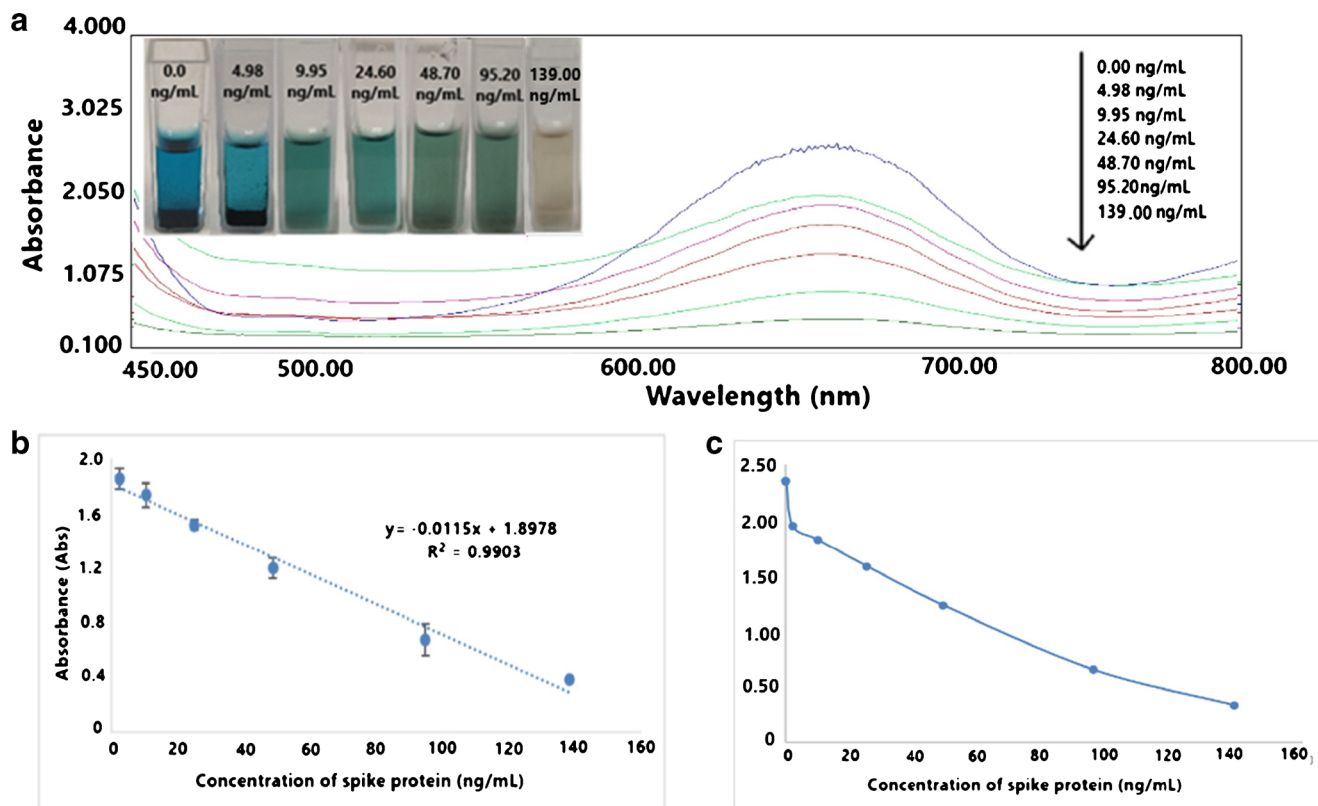 a
4.000
3.025
2.050
1.075
0.100
Absorbance
0.0
ng/mL
4.98
ng/mL
9.95
ng/mL
24.60
ng/mL
48.70
ng/mL
95.20
ng/mL
139.00
ng/mL
0.00 ng/mL
4.98 ng/mL
9.95 ng/mL
24.60 ng/mL
48.70 ng/mL
95.20ng/mL
139.00 ng/mL
450.00 500.00 600.00 700.00 800.00
Wavelength (nm)
b
2.0
1.6
1.2
0.8
0.4
0
Absorbance (Abs)
y= -0.0115x + 1.8978
R² = 0.9903
0 20 40 60 80 100 120 140 160
Concentration of spike protein (ng/mL)
c
2.50
2.00
1.50
1.00
0.50
0
0 20 40 60 80 100 120 140 160
Concentration of spike protein (ng/mL)